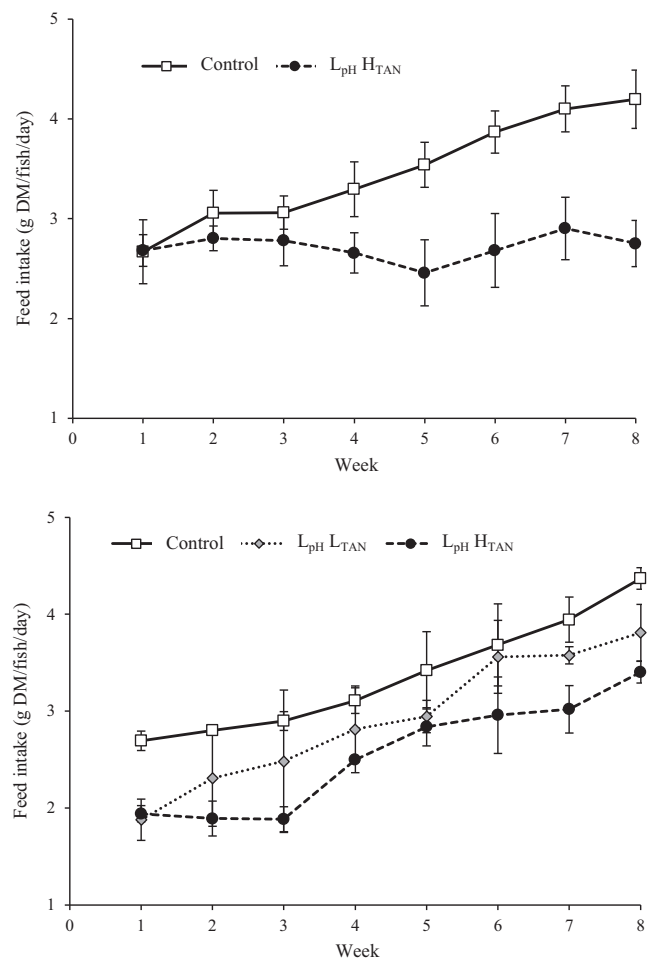 5
Control L_pH H_TAN
4
3
2
1
Feed intake (g DM/fish/day)
0 1 2 3 4 5 6 7 8
Week
5
Control L_pH L_TAN L_pH H_TAN
4
3
2
1
Feed intake (g DM/fish/day)
0 1 2 3 4 5 6 7 8
Week